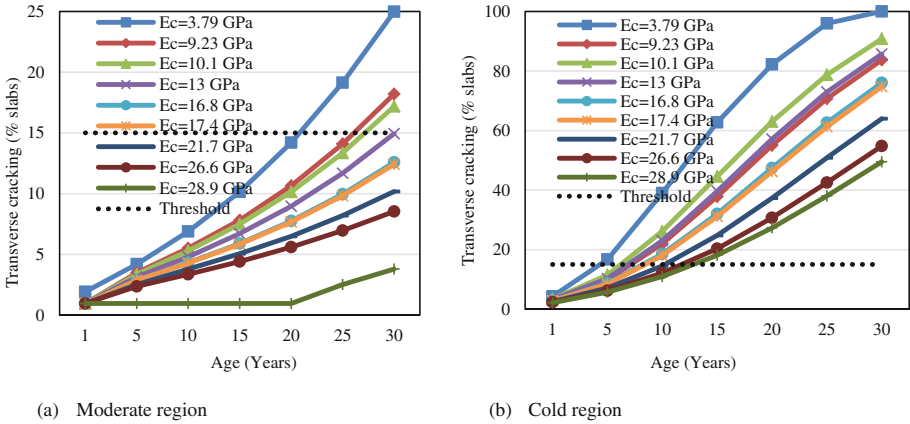 Transverse cracking (% slabs)
25
20
15
10
5
0
Ec=3.79 GPa
Ec=9.23 GPa
Ec=10.1 GPa
Ec=13 GPa
Ec=16.8 GPa
Ec=17.4 GPa
Ec=21.7 GPa
Ec=26.6 GPa
Ec=28.9 GPa
Threshold
1 5 10 15 20 25 30
Age (Years)
(a) Moderate region
Transverse cracking (% slabs)
100
80
60
40
20
0
Ec=3.79 GPa
Ec=9.23 GPa
Ec=10.1 GPa
Ec=13 GPa
Ec=16.8 GPa
Ec=17.4 GPa
Ec=21.7 GPa
Ec=26.6 GPa
Ec=28.9 GPa
Threshold
1 5 10 15 20 25 30
Age (Years)
(b) Cold region